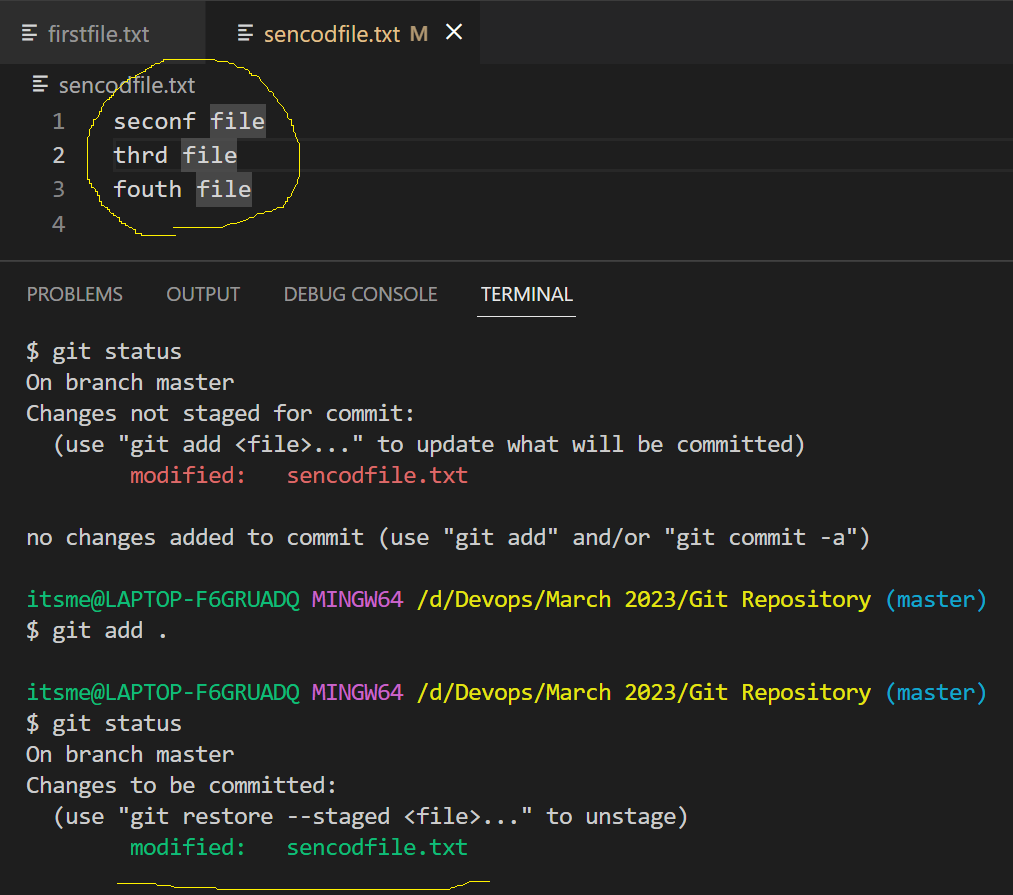 firstfile.txt sencodfile.txt M
sencodfile.txt
1 seconf file
2 thrd file
3 fouth file
4
PROBLEMS OUTPUT DEBUG CONSOLE TERMINAL
$ git status
On branch master
Changes not staged for commit:
  (use "git add <file>..." to update what will be committed)
        modified:   sencodfile.txt
no changes added to commit (use "git add" and/or "git commit -a")
itsme@LAPTOP-F6GRUADQ MINGW64 /d/Devops/March 2023/Git Repository (master)
$ git add .
itsme@LAPTOP-F6GRUADQ MINGW64 /d/Devops/March 2023/Git Repository (master)
$ git status
On branch master
Changes to be committed:
  (use "git restore --staged <file>..." to unstage)
        modified:   sencodfile.txt